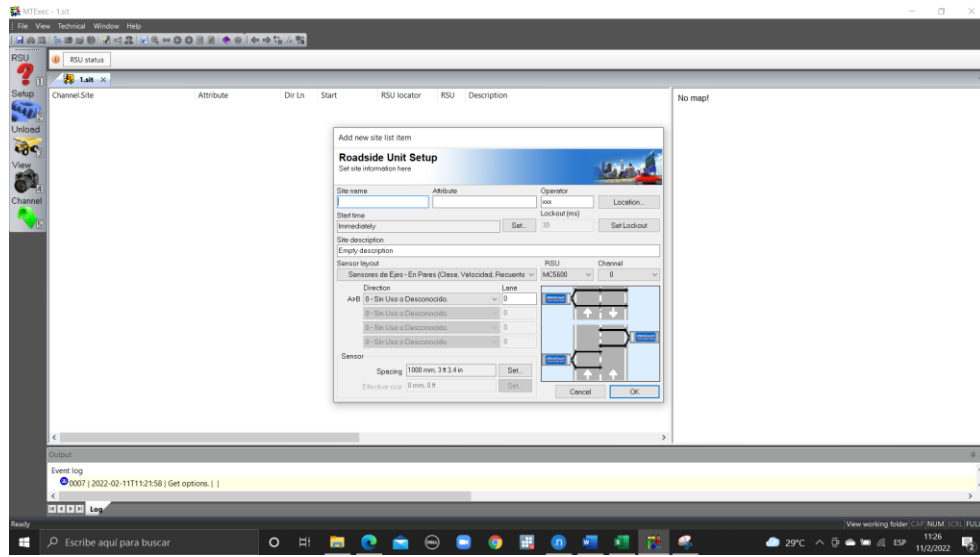 MTExec - 1.sit
File View Technical Window Help
RSU
RSU status
1
1.sit
Setup
2
Unload
3
View
4
Channel
5
Channel.Site Attribute Dir Ln Start RSU locator RSU Description
No map!
Add new site list item
Roadside Unit Setup
Set site information here
Site name Attribute Operator
xxx Location...
Start time Lockout (ms)
Immediately Set... 30 Set Lockout
Site description
Empty description
Sensor layout RSU Channel
Sensores de Ejes - En Pares (Clase, Velocidad, Recuento MC5600 0
Direction Lane
A>B 0 - Sin Uso o Desconocido. 0
0 - Sin Uso o Desconocido. 0
0 - Sin Uso o Desconocido. 0
0 - Sin Uso o Desconocido. 0
Sensor
Spacing 1000 mm, 3 ft 3.4 in Set...
Effective size 0 mm, 0 ft Set...
Cancel OK
Output
Event log
0007 | 2022-02-11T11:21:58 | Get options. | |
Log
Ready View working folder CAP NUM SCRL FULL
Escribe aquí para buscar
29°C ESP 11:26
11/2/2022